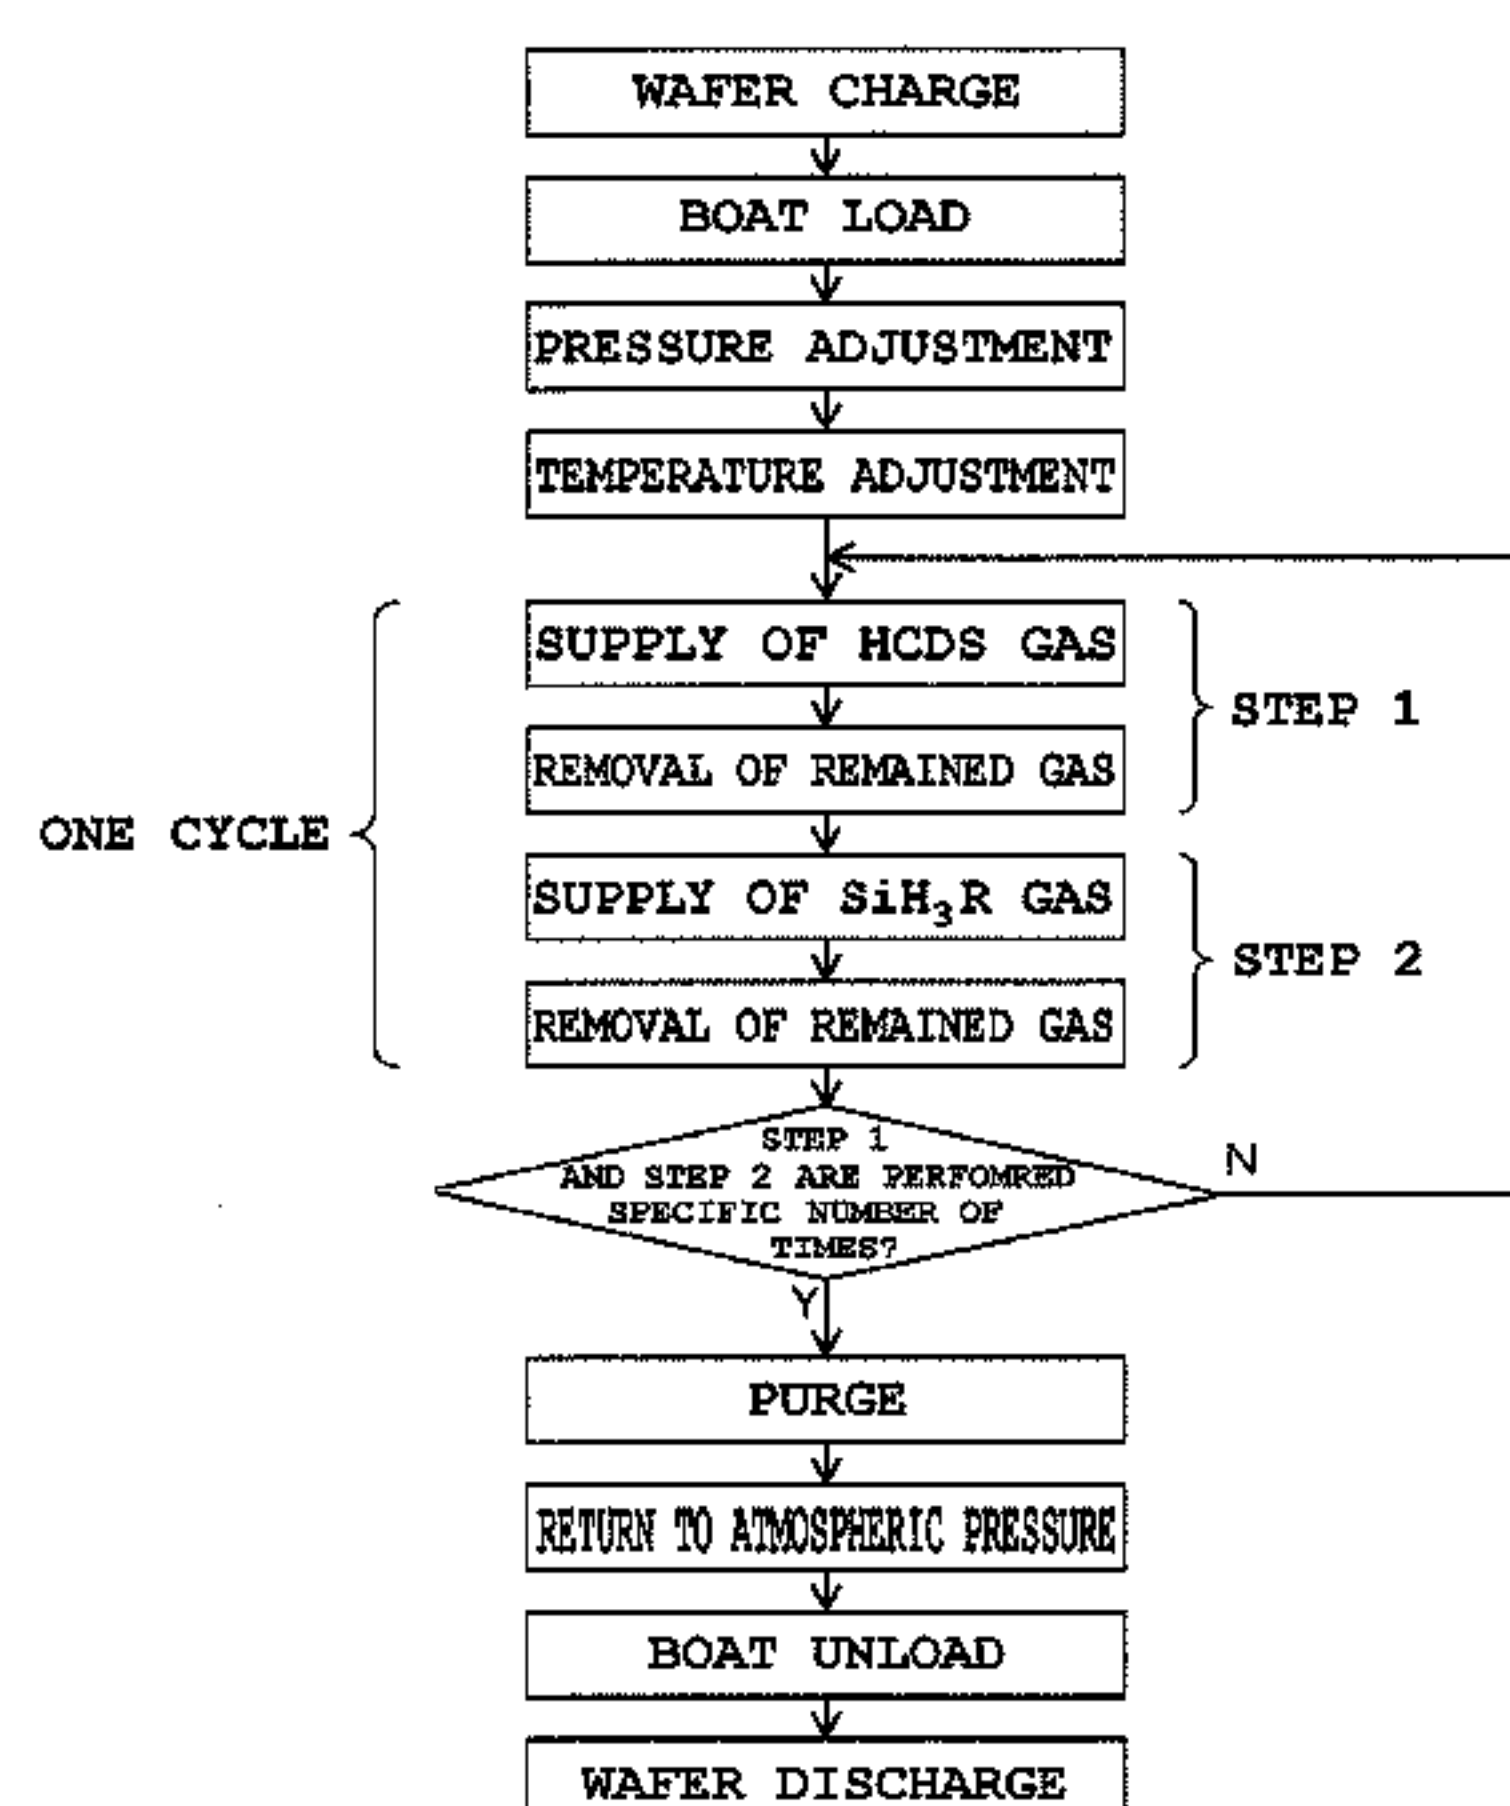 WAFER CHARGE
BOAT LOAD
PRESSURE ADJUSTMENT
TEMPERATURE ADJUSTMENT
SUPPLY OF HCDS GAS
STEP 1
REMOVAL OF REMAINED GAS
ONE CYCLE
SUPPLY OF SiH₃R GAS
STEP 2
REMOVAL OF REMAINED GAS
STEP 1
AND STEP 2 ARE PERFOMRED
SPECIFIC NUMBER OF
TIMES?
N
Y
PURGE
RETURN TO ATMOSPHERIC PRESSURE
BOAT UNLOAD
WAFER DISCHARGE